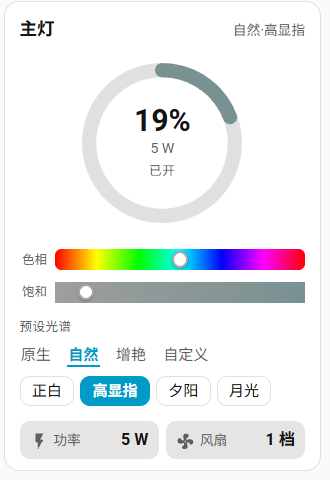 主灯 自然·高显指
19%
5 W
已开
色相
饱和
预设光谱
原生 自然 增艳 自定义
正白 高显指 夕阳 月光
功率 5 W 风扇 1 档